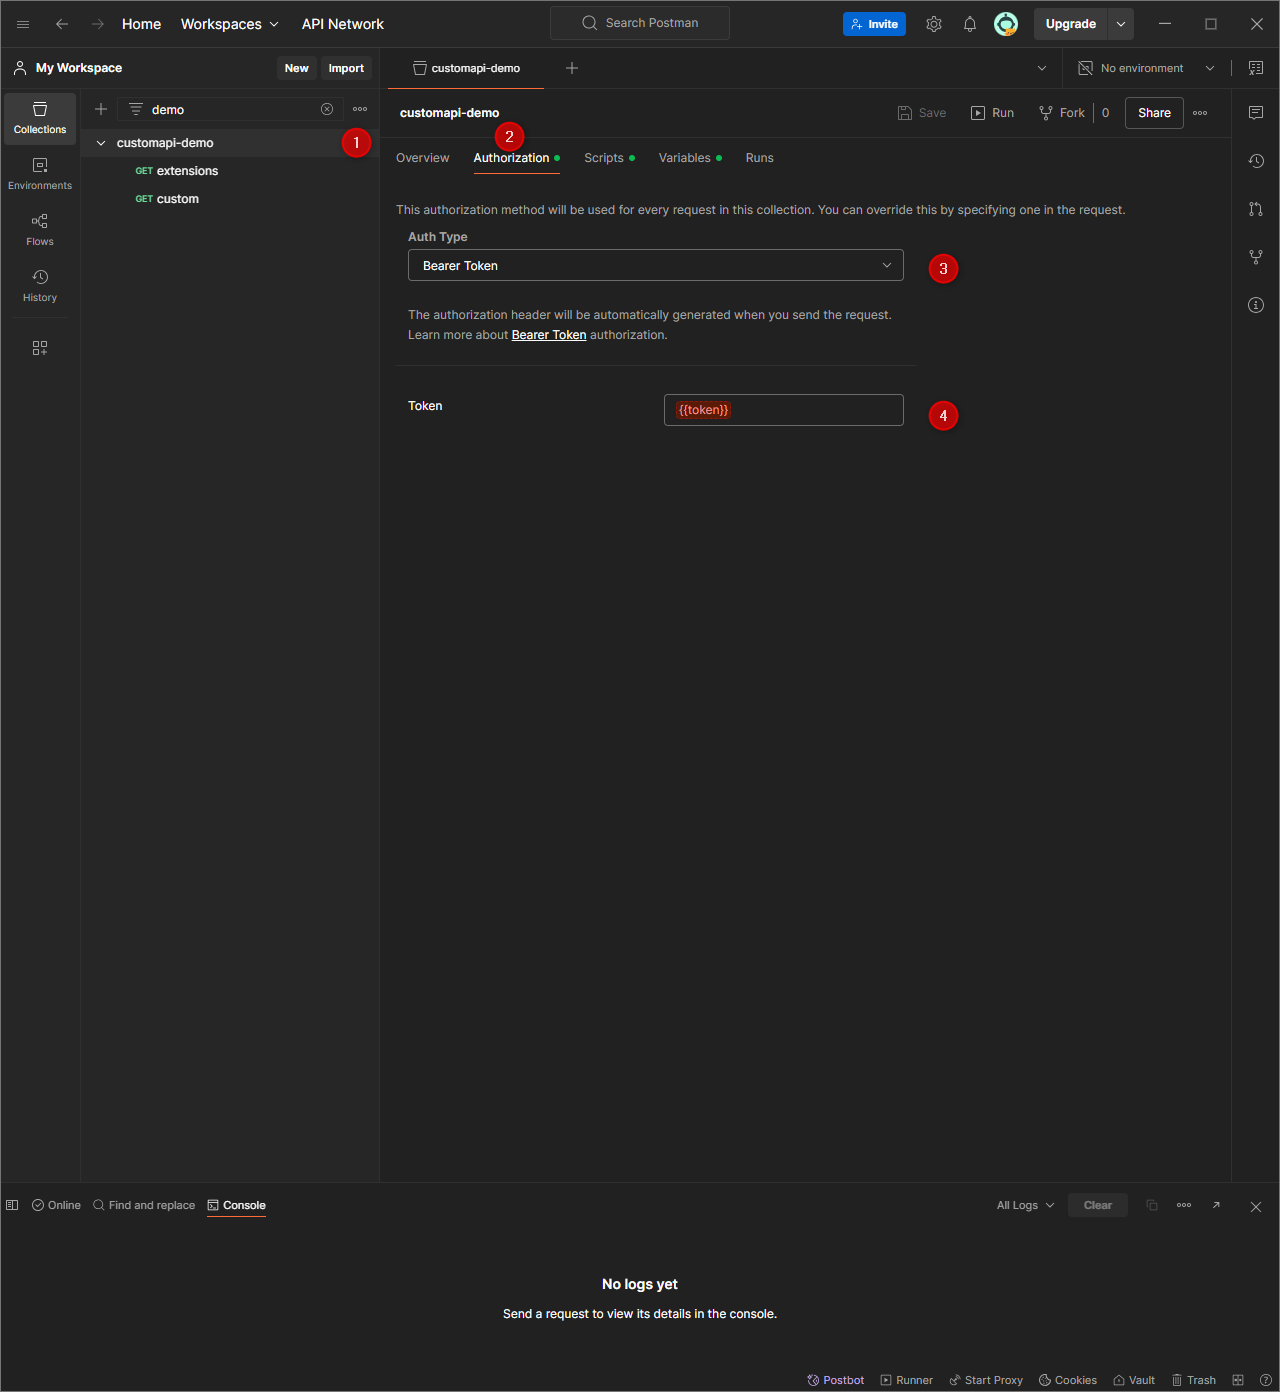 Home Workspaces API Network Search Postman Invite Upgrade
My Workspace New Import customapi-demo No environment
Collections
Environments
Flows
History
demo
customapi-demo 1
GET extensions
GET custom
customapi-demo Save Run Fork 0 Share
2
Overview Authorization Scripts Variables Runs
This authorization method will be used for every request in this collection. You can override this by specifying one in the request.
Auth Type
Bearer Token 3
The authorization header will be automatically generated when you send the request.
Learn more about Bearer Token authorization.
Token {{token}} 4
Online Find and replace Console All Logs Clear
No logs yet
Send a request to view its details in the console.
Postbot Runner Start Proxy Cookies Vault Trash